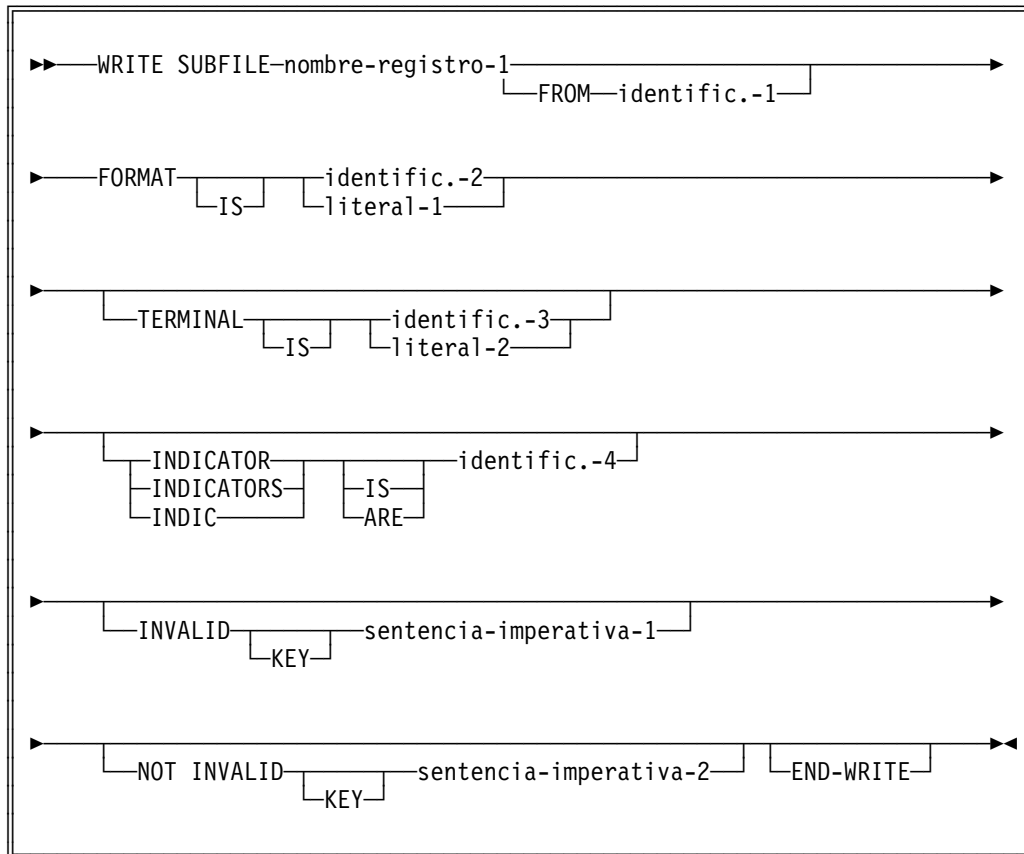 WRITE SUBFILE nombre-registro-1
FROM identific.-1
FORMAT identific.-2
IS literal-1
TERMINAL identific.-3
IS literal-2
INDICATOR identific.-4
INDICATORS IS
INDIC ARE
INVALID sentencia-imperativa-1
KEY
NOT INVALID sentencia-imperativa-2 END-WRITE
KEY